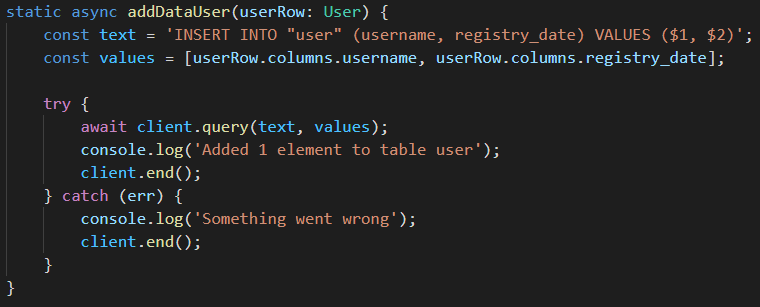 static async addDataUser(userRow: User) {
    const text = 'INSERT INTO "user" (username, registry_date) VALUES ($1, $2)';
    const values = [userRow.columns.username, userRow.columns.registry_date];

    try {
        await client.query(text, values);
        console.log('Added 1 element to table user');
        client.end();
    } catch (err) {
        console.log('Something went wrong');
        client.end();
    }
}